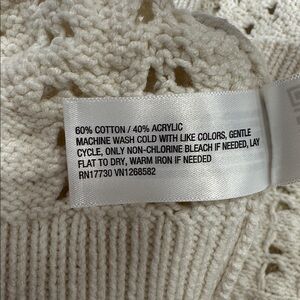 60% COTTON / 40% ACRYLIC
MACHINE WASH COLD WITH LIKE COLORS, GENTLE
CYCLE, ONLY NON-CHLORINE BLEACH IF NEEDED, LAY
FLAT TO DRY, WARM IRON IF NEEDED
RN17730 VN1268582